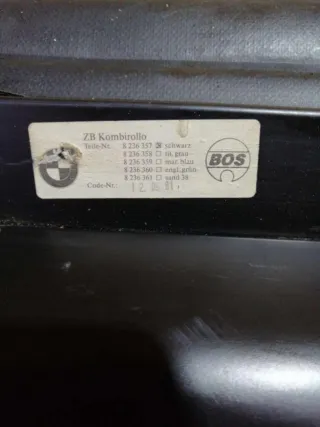 ZB Kombirollo
Teile-Nr. 8 236 357 ☒ schwarz
8 236 358 ☐ sil. grau
8 236 359 ☐ mar. blau
8 236 360 ☐ engl. grün
8 236 361 ☐ sand 38
Code-Nr.
BOS